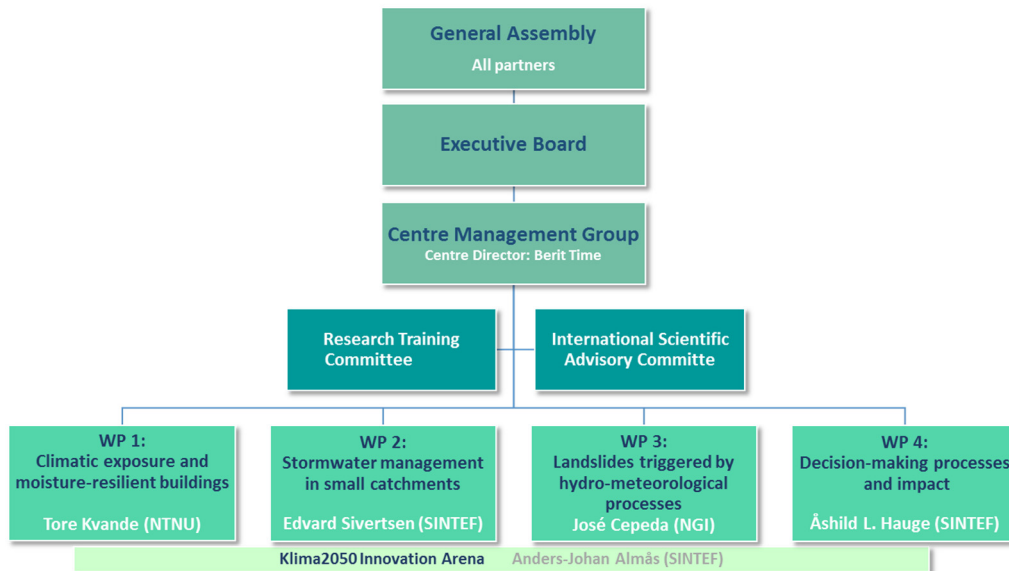 General Assembly
All partners
Executive Board
Centre Management Group
Centre Director: Berit Time
Research Training
Committee
International Scientific
Advisory Committe
WP 1:
Climatic exposure and
moisture-resilient buildings
Tore Kvande (NTNU)
WP 2:
Stormwater management
in small catchments
Edvard Sivertsen (SINTEF)
WP 3:
Landslides triggered by
hydro-meteorological
processes
José Cepeda (NGI)
WP 4:
Decision-making processes
and impact
Åshild L. Hauge (SINTEF)
Klima2050 Innovation Arena Anders-Johan Almås (SINTEF)